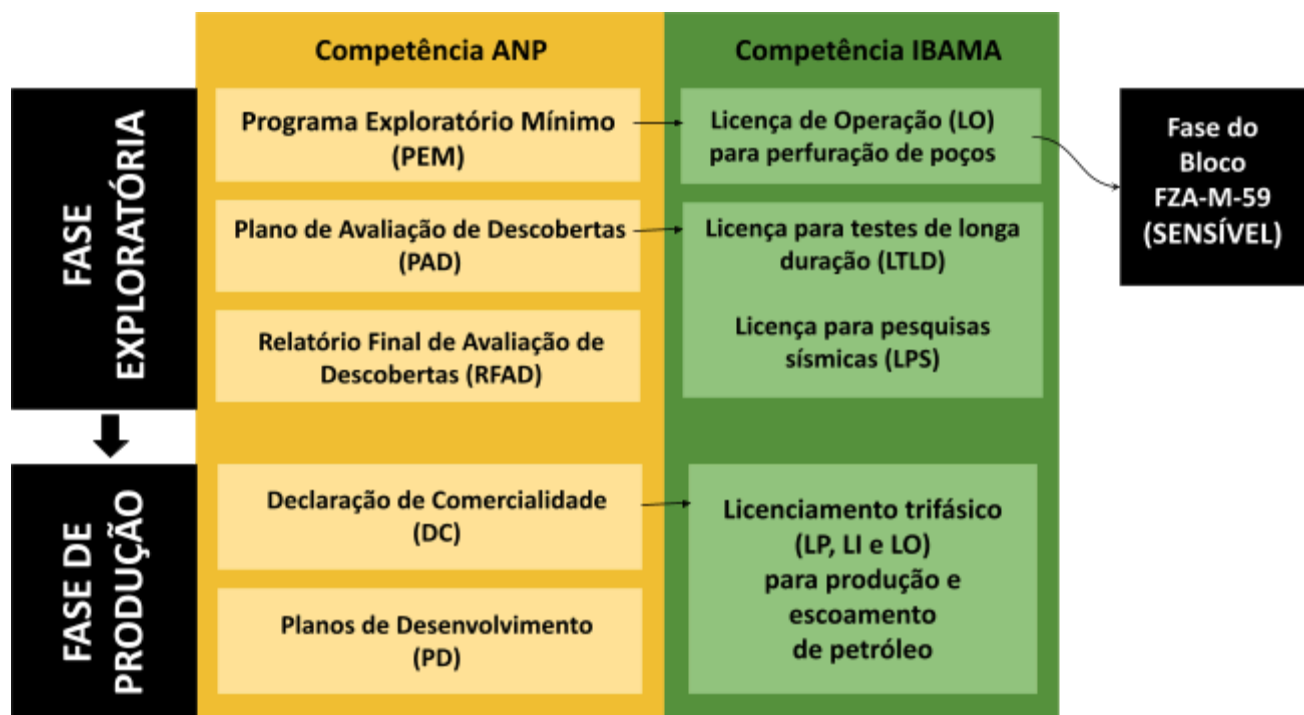 Competência ANP
Competência IBAMA
FASE
EXPLORATÓRIA
Programa Exploratório Mínimo
(PEM)
Licença de Operação (LO)
para perfuração de poços
Fase do
Bloco
FZA-M-59
(SENSÍVEL)
Plano de Avaliação de Descobertas
(PAD)
Licença para testes de longa
duração (LTLD)
Licença para pesquisas
sísmicas (LPS)
Relatório Final de Avaliação de
Descobertas (RFAD)
FASE DE
PRODUÇÃO
Declaração de Comercialidade
(DC)
Licenciamento trifásico
(LP, LI e LO)
para produção e
escoamento
de petróleo
Planos de Desenvolvimento
(PD)